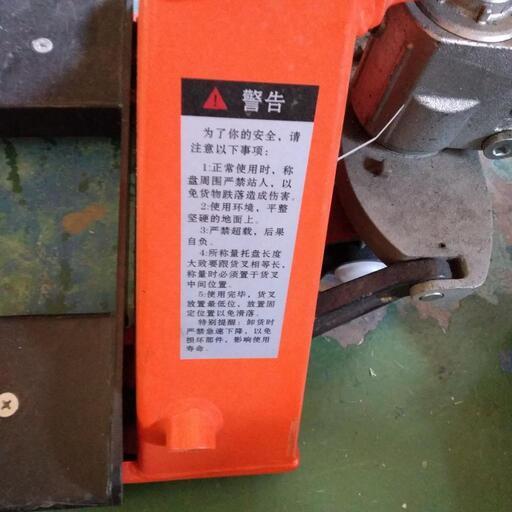 警告
为了你的安全，请
注意以下事项：
1:正常使用时，称
盘周围严禁站人，以
免货物跌落造成伤害。
2:使用环境，平整
坚硬的地面上。
3:严禁超载，后果
自负。
4:所称量托盘长度
大致要跟货叉相等长，
称量时必须置于货叉
中间位置。
5:使用完毕，货叉
放置最低位，放置固
定位置以免滑落。
特别提醒：卸货时
严禁急速下降，以免
损坏部件，影响使用
寿命。